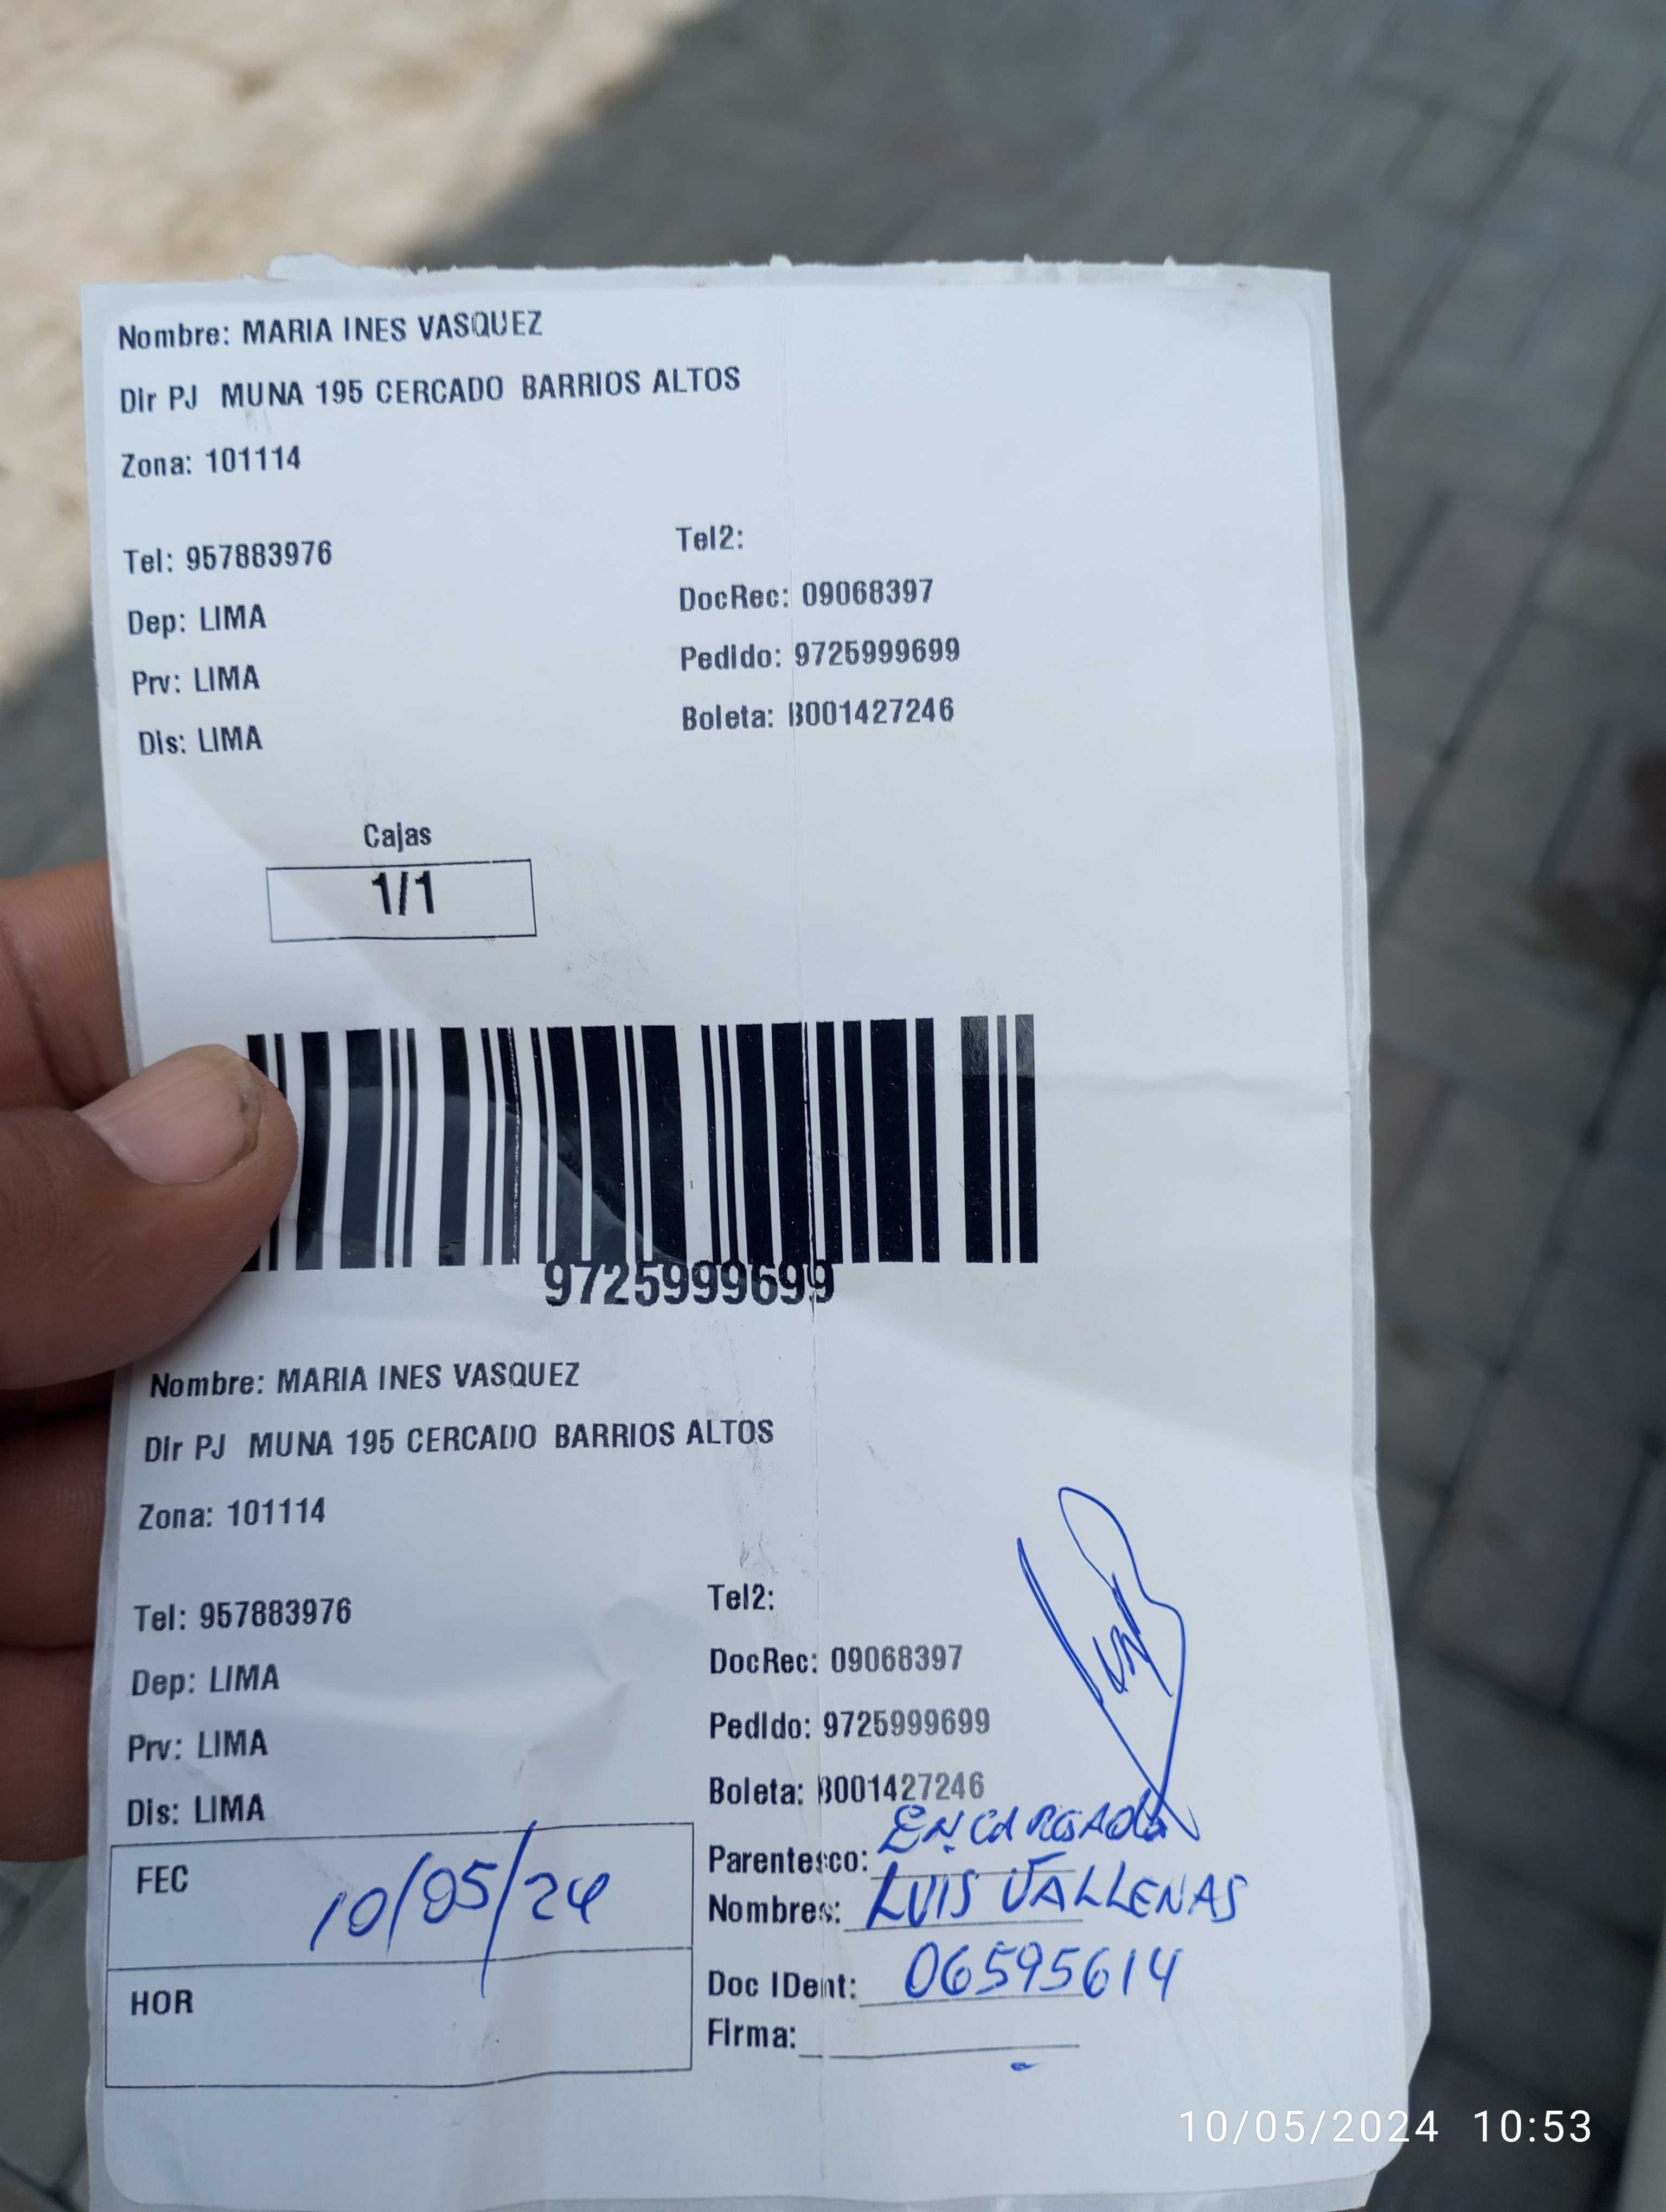 Nombre: MARIA INES VASQUEZ
Dir PJ MUNA 195 CERCADO BARRIOS ALTOS
Zona: 101114
Tel: 957883976
Tel2:
Dep: LIMA
DocRec: 09068397
Prv: LIMA
Pedido: 9725999699
Dis: LIMA
Boleta: B001427246
Cajas
1/1
9725999699
Nombre: MARIA INES VASQUEZ
Dir PJ MUNA 195 CERCADO BARRIOS ALTOS
Zona: 101114
Tel: 957883976
Tel2:
Dep: LIMA
DocRec: 09068397
Prv: LIMA
Pedido: 9725999699
Dis: LIMA
Boleta: B001427246
FEC 10/05/24
HOR
Parentesco: ENCARGADO
Nombres: LUIS VALLENAS
Doc IDent: 06595614
Firma:
10/05/2024 10:53